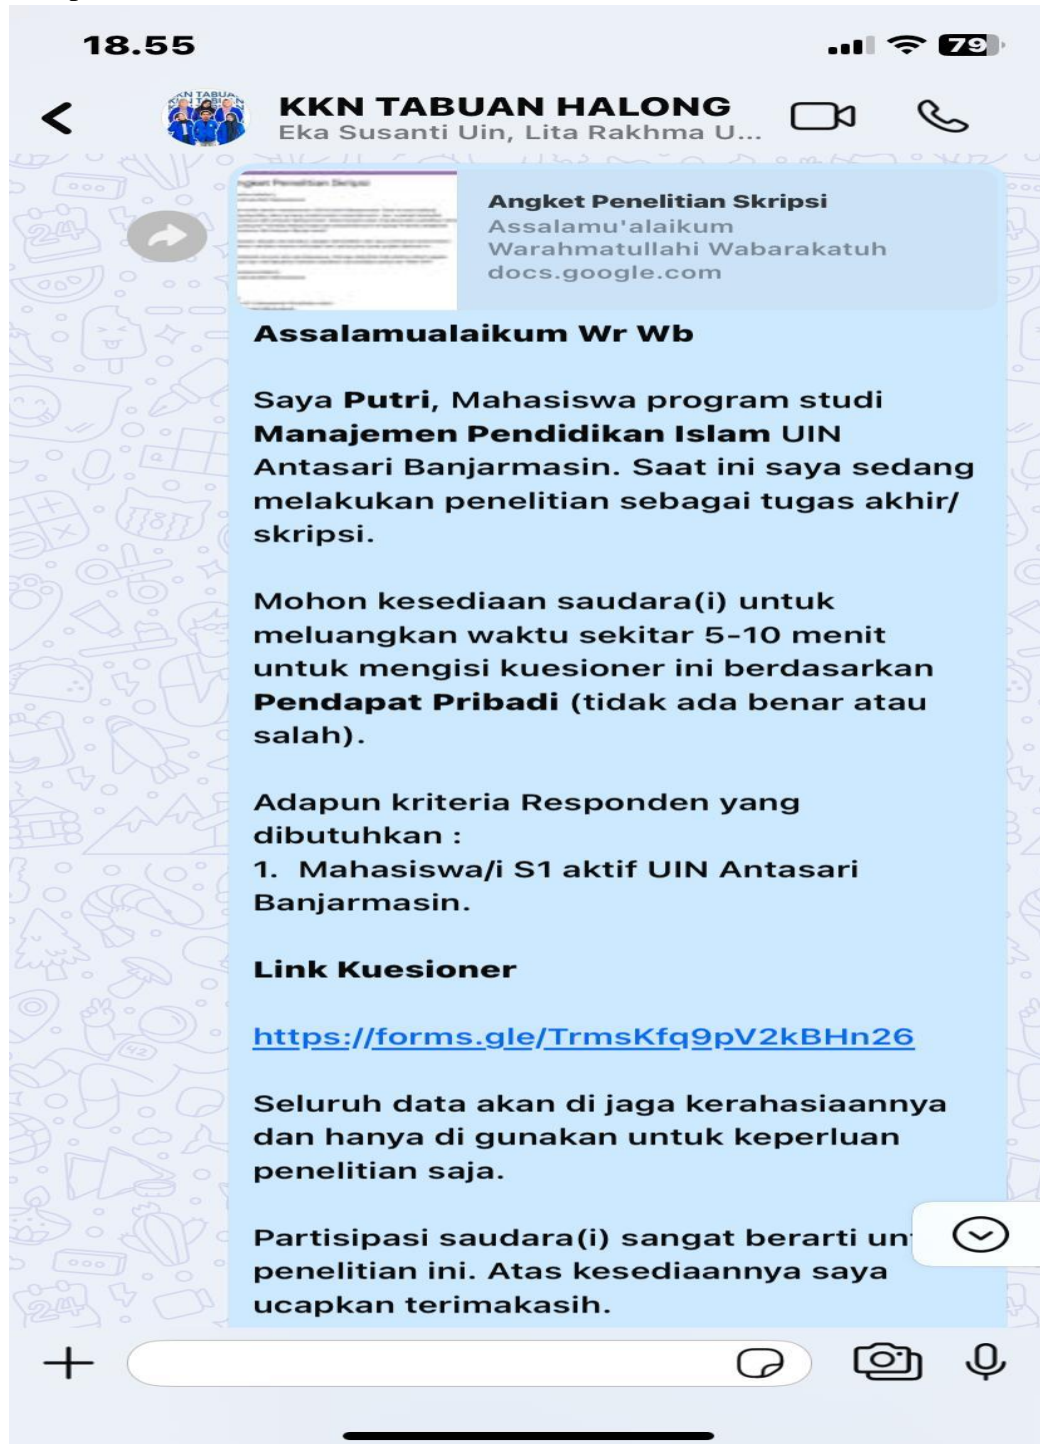 18.55
79
KKN TABUAN HALONG
Eka Susanti Uin, Lita Rakhma U...
Angket Penelitian Skripsi
Assalamu'alaikum
Warahmatullahi Wabarakatuh
docs.google.com
Assalamualaikum Wr Wb
Saya Putri, Mahasiswa program studi
Manajemen Pendidikan Islam UIN
Antasari Banjarmasin. Saat ini saya sedang
melakukan penelitian sebagai tugas akhir/
skripsi.
Mohon kesediaan saudara(i) untuk
meluangkan waktu sekitar 5-10 menit
untuk mengisi kuesioner ini berdasarkan
Pendapat Pribadi (tidak ada benar atau
salah).
Adapun kriteria Responden yang
dibutuhkan :
1. Mahasiswa/i S1 aktif UIN Antasari
Banjarmasin.
Link Kuesioner
https://forms.gle/TrmsKfq9pV2kBHn26
Seluruh data akan di jaga kerahasiaannya
dan hanya di gunakan untuk keperluan
penelitian saja.
Partisipasi saudara(i) sangat berarti un
penelitian ini. Atas kesediaannya saya
ucapkan terimakasih.